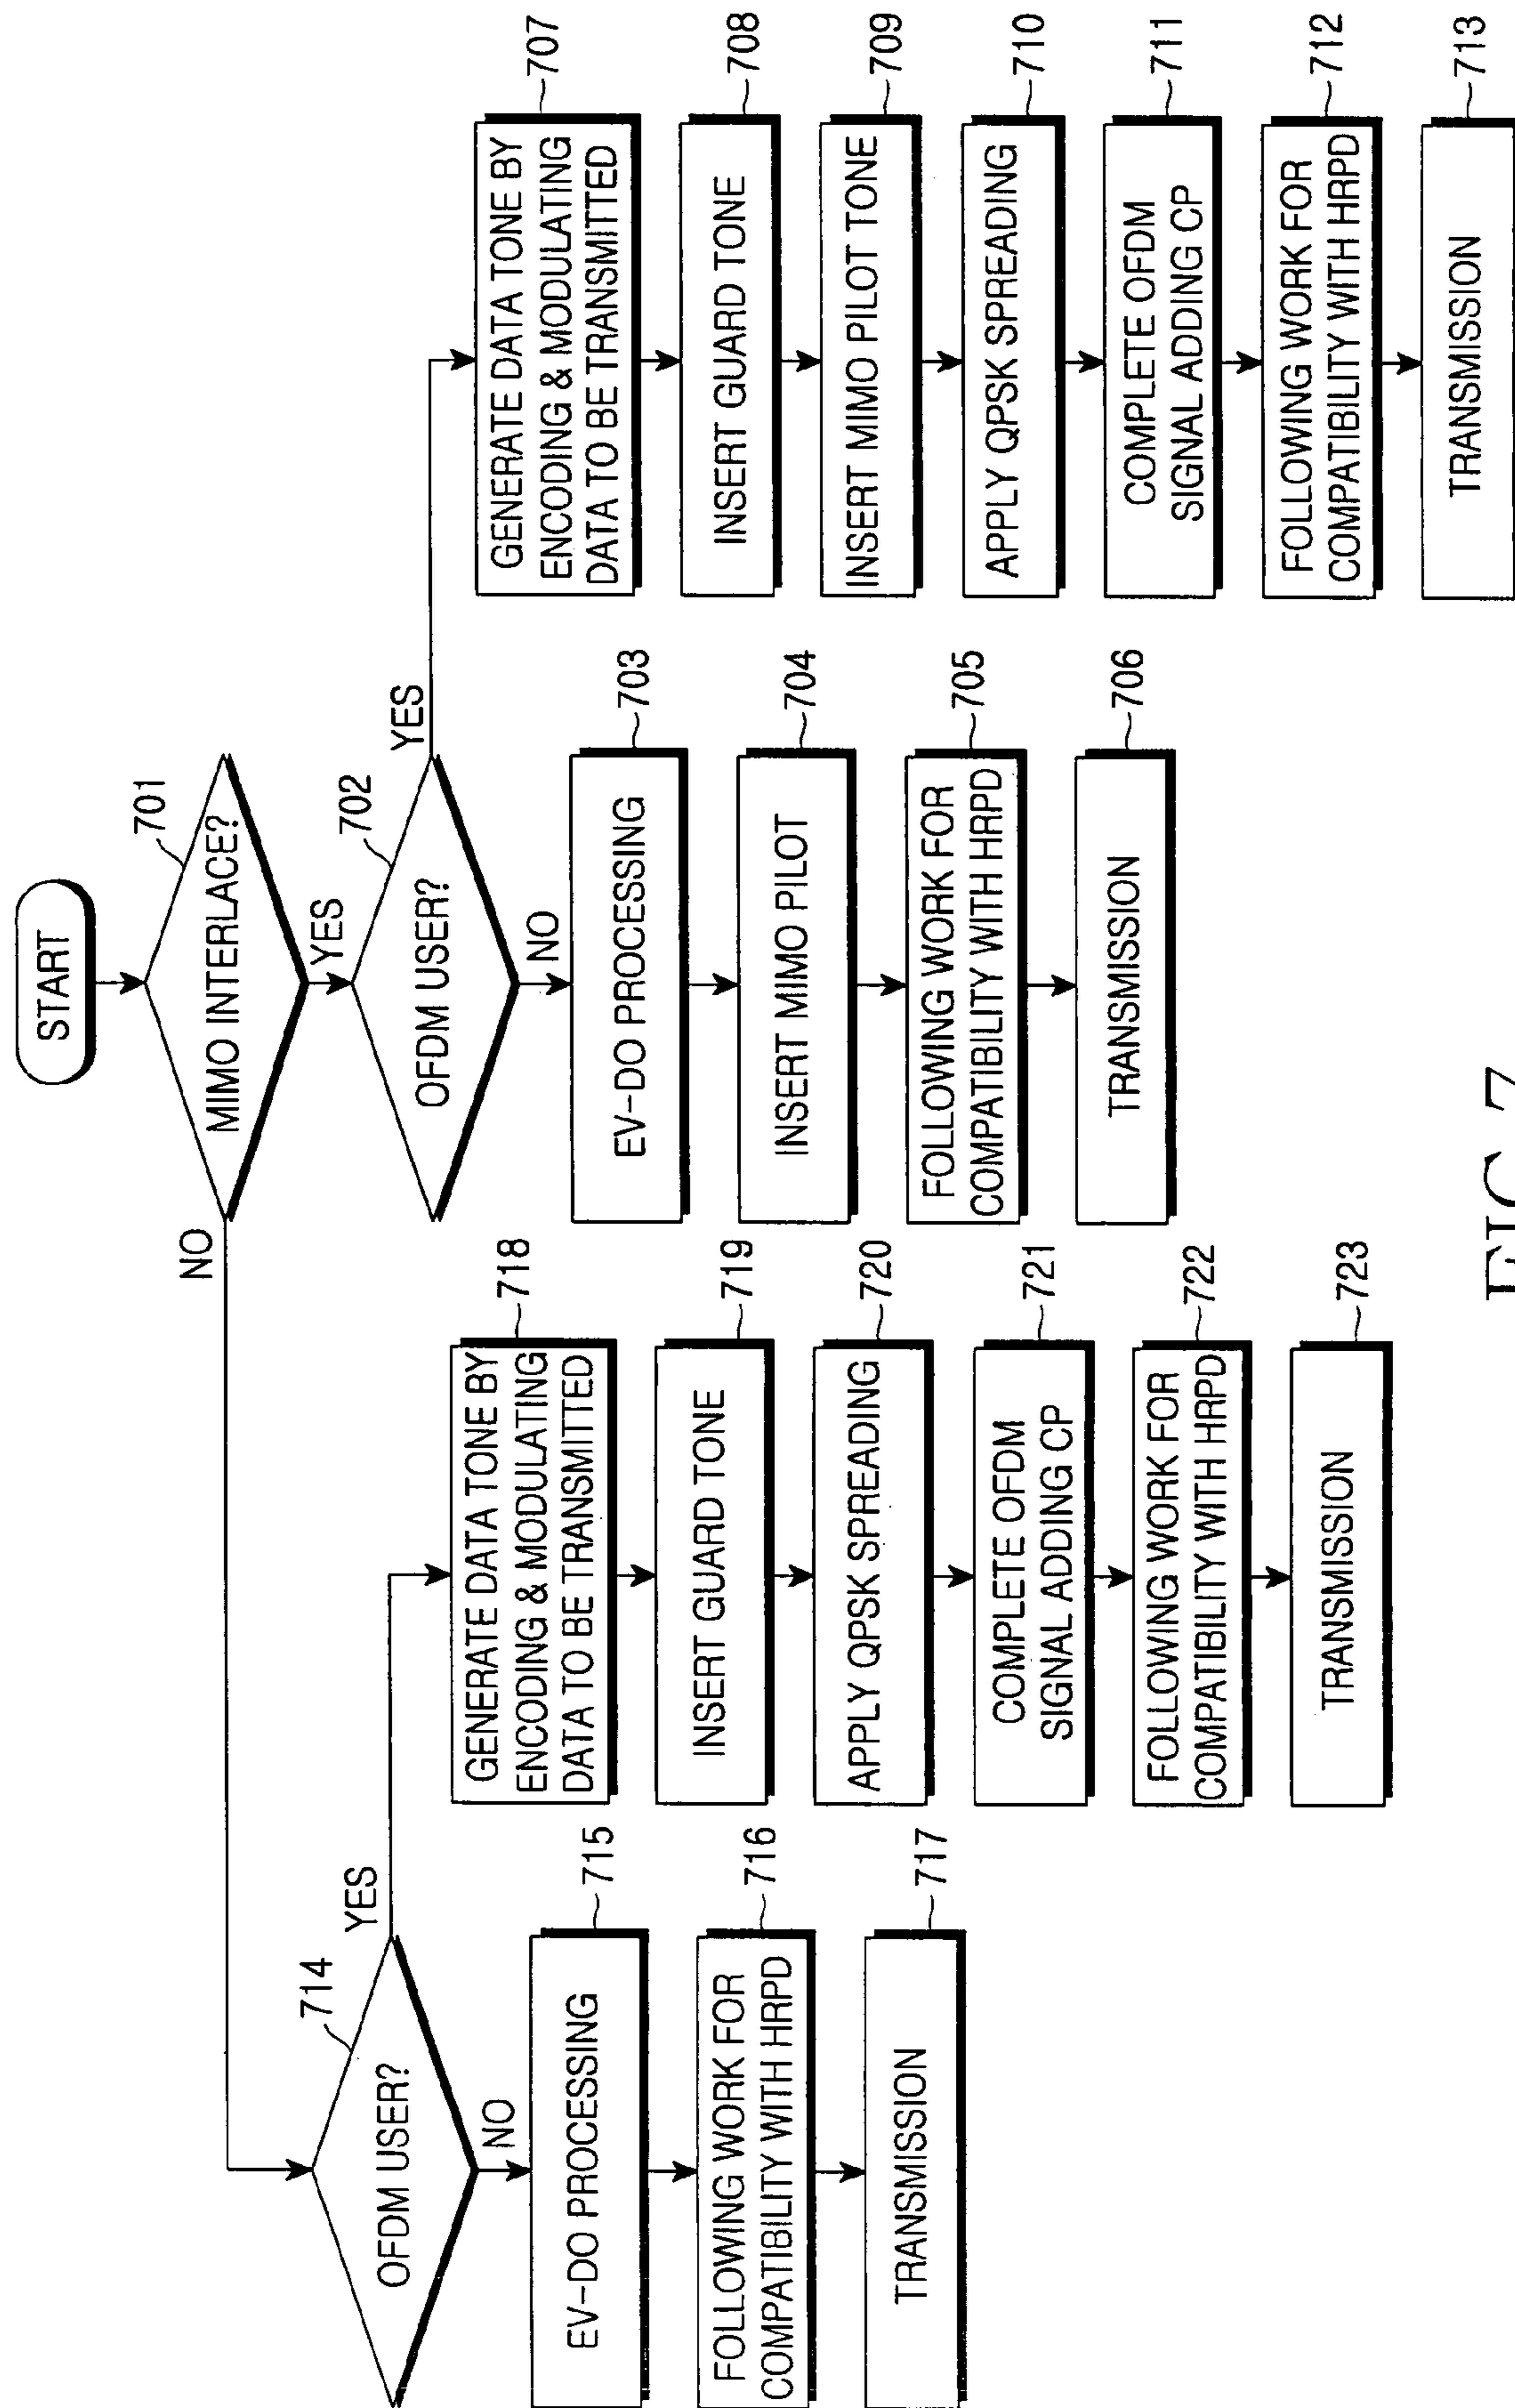 START
701
MIMO INTERLACE?
NO
YES
702
OFDM USER?
YES
NO
714
OFDM USER?
YES
NO
EV-DO PROCESSING
715
FOLLOWING WORK FOR
COMPATIBILITY WITH HRPD
716
TRANSMISSION
717
GENERATE DATA TONE BY
ENCODING & MODULATING
DATA TO BE TRANSMITTED
718
INSERT GUARD TONE
719
APPLY QPSK SPREADING
720
COMPLETE OFDM
SIGNAL ADDING CP
721
FOLLOWING WORK FOR
COMPATIBILITY WITH HRPD
722
TRANSMISSION
723
EV-DO PROCESSING
703
INSERT MIMO PILOT
704
FOLLOWING WORK FOR
COMPATIBILITY WITH HRPD
705
TRANSMISSION
706
GENERATE DATA TONE BY
ENCODING & MODULATING
DATA TO BE TRANSMITTED
707
INSERT GUARD TONE
708
INSERT MIMO PILOT TONE
709
APPLY QPSK SPREADING
710
COMPLETE OFDM
SIGNAL ADDING CP
711
FOLLOWING WORK FOR
COMPATIBILITY WITH HRPD
712
TRANSMISSION
713
FIG.7